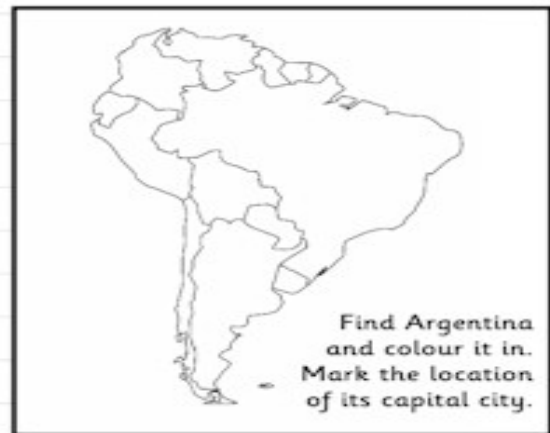 Find Argentina
and colour it in.
Mark the location
of its capital city.